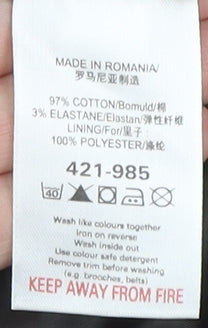 MADE IN ROMANIA/
罗马尼亚制造
97% COTTON/Bomuld/棉
3% ELASTANE/Elastan/弹性纤维
LINING/For/里子:
100% POLYESTER/涤纶
421-985
40
Wash like colours together
Iron on reverse
Wash inside out
Use colour safe detergent
Remove trim before washing
(e.g. brooches, belts)
KEEP AWAY FROM FIRE